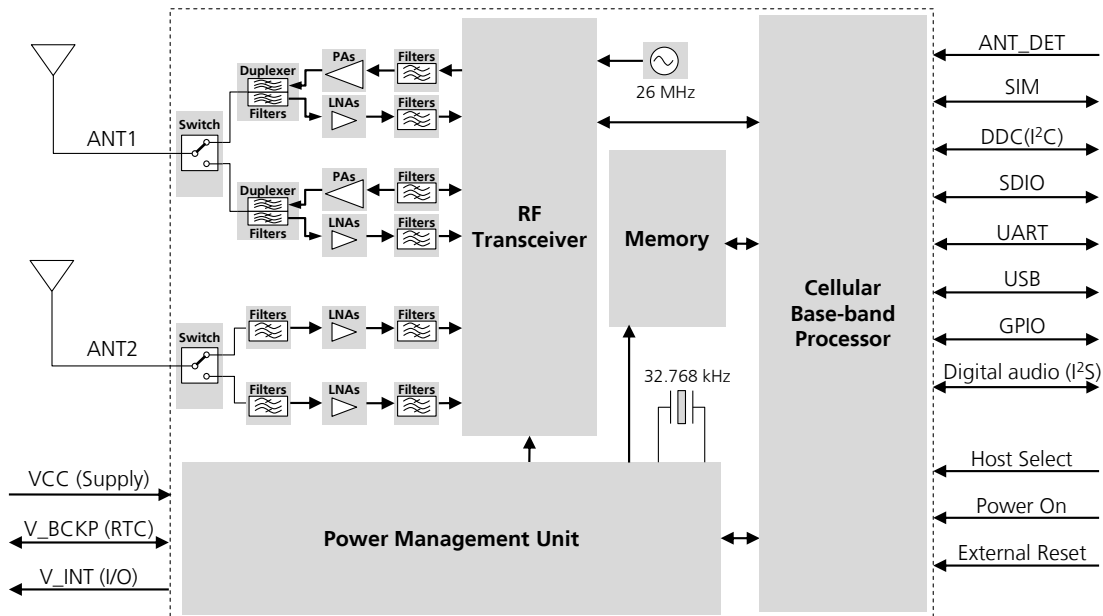 ANT1
Switch
Duplexer
Filters
PAs
Filters
LNAs
Filters
Duplexer
Filters
PAs
Filters
LNAs
Filters
ANT2
Switch
Filters
LNAs
Filters
Filters
LNAs
Filters
RF
Transceiver
26 MHz
Memory
32.768 kHz
Cellular
Base-band
Processor
Power Management Unit
VCC (Supply)
V_BCKP (RTC)
V_INT (I/O)
ANT_DET
SIM
DDC(I²C)
SDIO
UART
USB
GPIO
Digital audio (I²S)
Host Select
Power On
External Reset